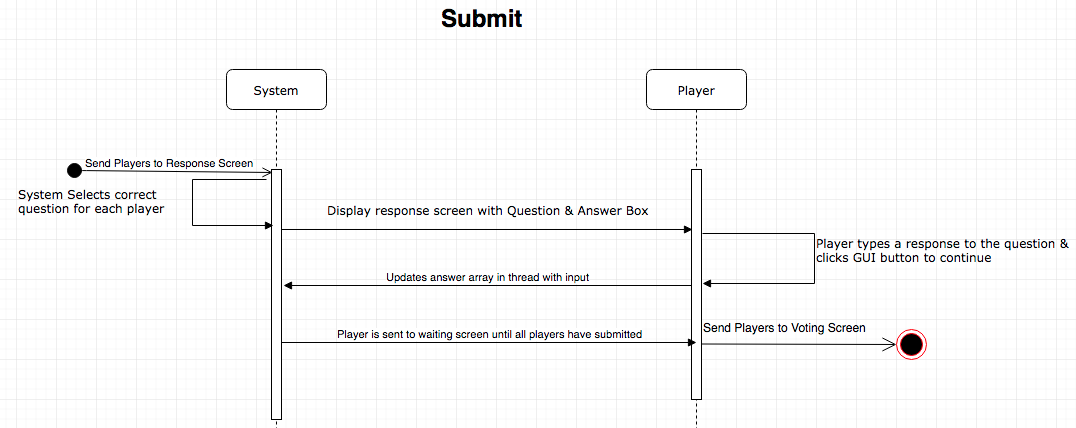 Submit
System
Player
Send Players to Response Screen
System Selects correct
question for each player
Display response screen with Question & Answer Box
Player types a response to the question &
clicks GUI button to continue
Updates answer array in thread with input
Player is sent to waiting screen until all players have submitted
Send Players to Voting Screen